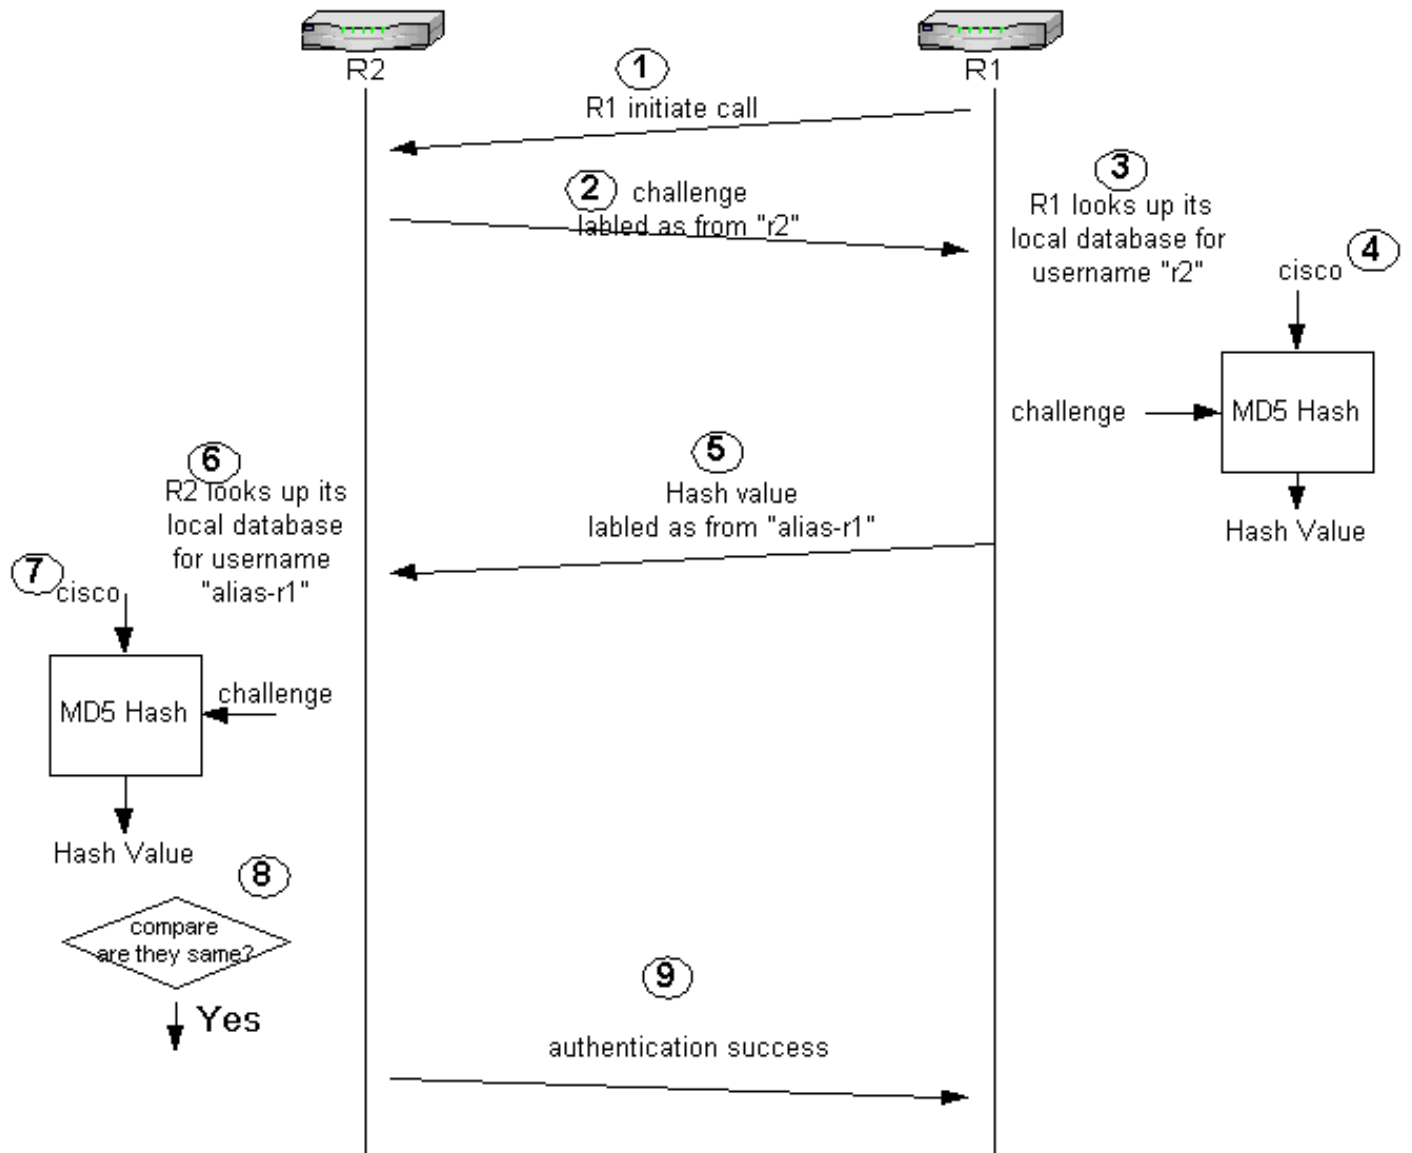 R2
R1
1
R1 initiate call
2
challenge
labled as from "r2"
3
R1 looks up its
local database for
username "r2"
4
cisco
challenge
MD5 Hash
Hash Value
5
Hash value
labled as from "alias-r1"
6
R2 looks up its
local database
for username
"alias-r1"
7
cisco
MD5 Hash
challenge
Hash Value
8
compare
are they same?
Yes
9
authentication success